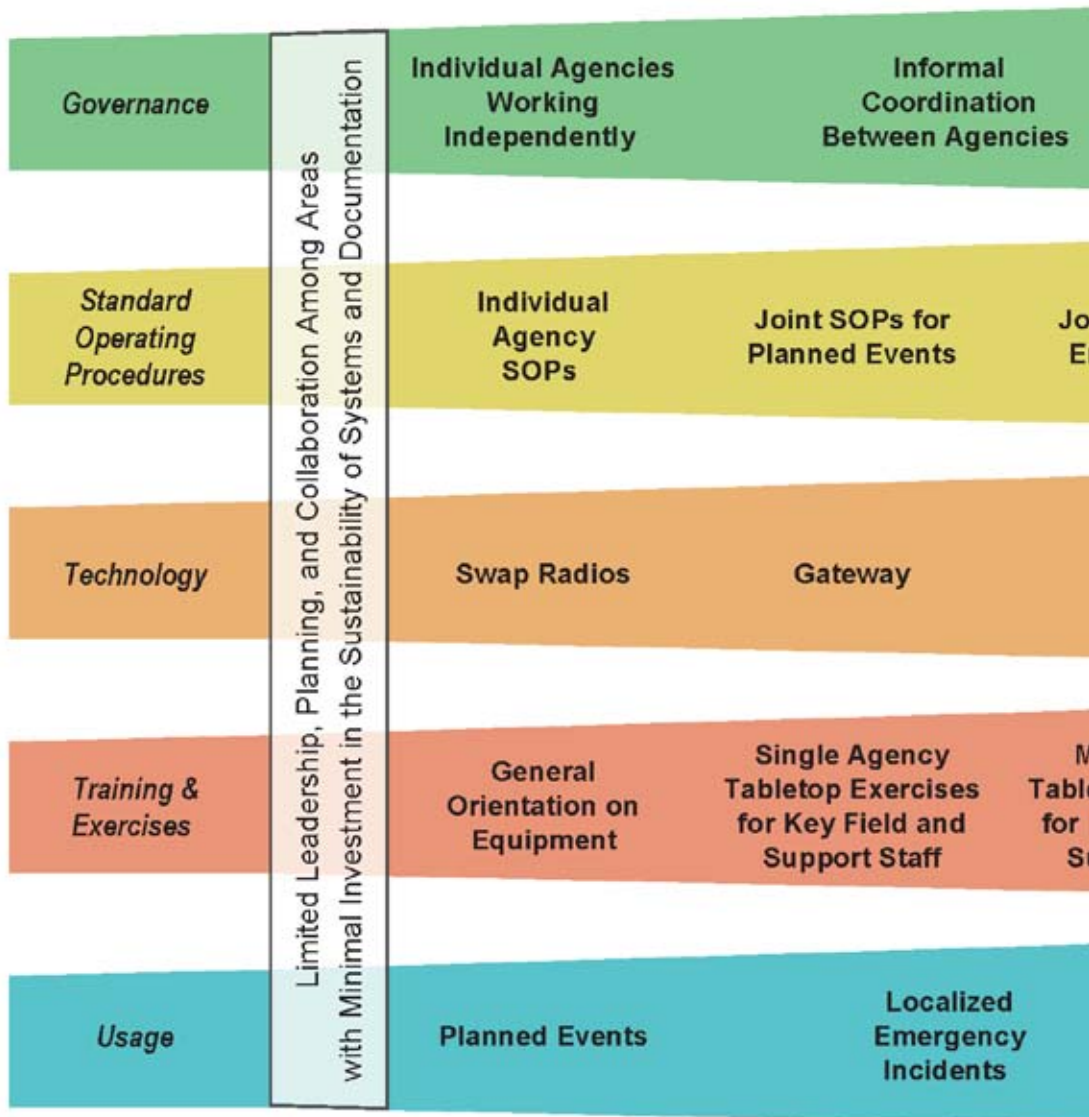 Governance
Limited Leadership, Planning, and Collaboration Among Areas
with Minimal Investment in the Sustainability of Systems and Documentation
Individual Agencies
Working
Independently
Informal
Coordination
Between Agencies
Standard
Operating
Procedures
Individual
Agency
SOPs
Joint SOPs for
Planned Events
Technology
Swap Radios
Gateway
Training &
Exercises
General
Orientation on
Equipment
Single Agency
Tabletop Exercises
for Key Field and
Support Staff
for
Usage
Planned Events
Localized
Emergency
Incidents